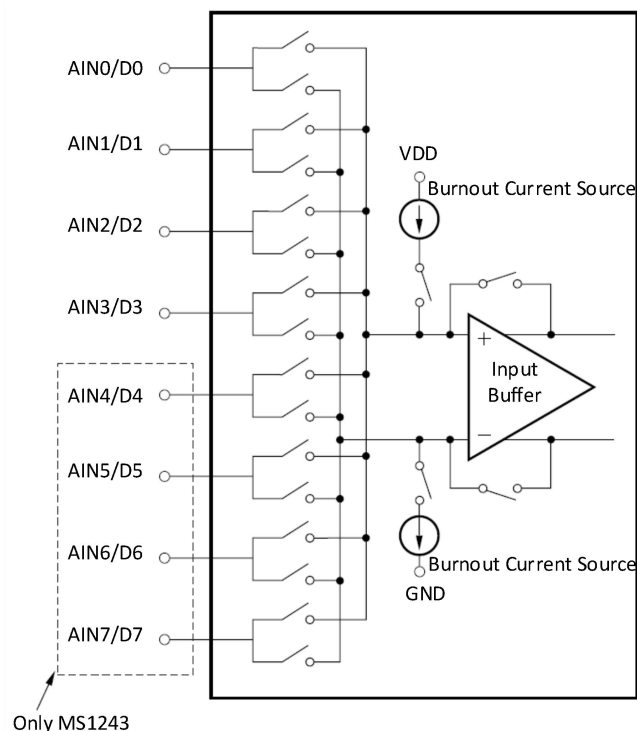 AIN0/D0
AIN1/D1
VDD
Burnout Current Source
AIN2/D2
AIN3/D3
+
Input
Buffer
−
AIN4/D4
AIN5/D5
AIN6/D6
Burnout Current Source
GND
AIN7/D7
Only MS1243